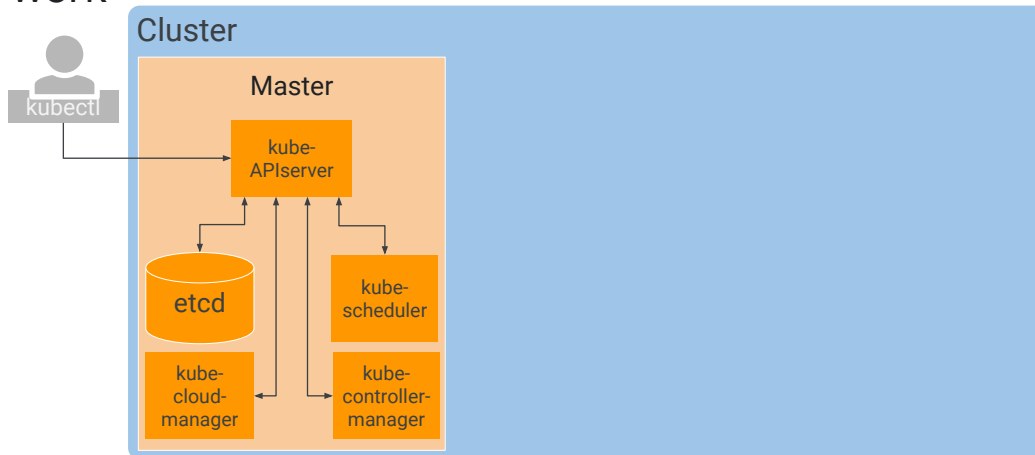 Cluster
kubectl
Master
kube-
APIserver
etcd
kube-
scheduler
kube-
cloud-
manager
kube-
controller-
manager